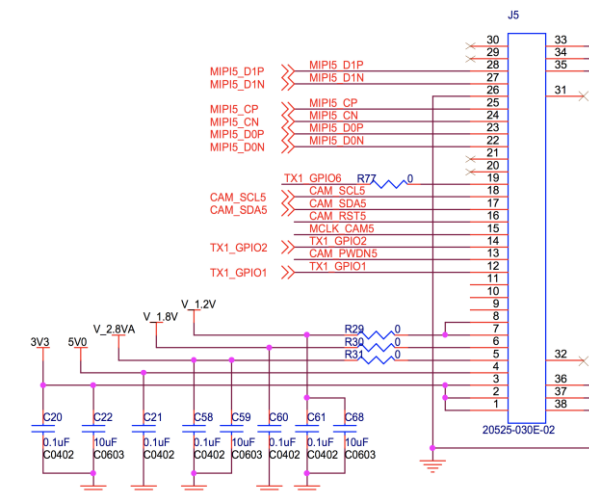 J5
30 33
29 34
28 35
MIPI5_D1P MIPI5_D1P
MIPI5_D1N MIPI5_D1N 27
26 31
MIPI5_CP MIPI5_CP 25
MIPI5_CN MIPI5_CN 24
MIPI5_D0P MIPI5_D0P 23
MIPI5_D0N MIPI5_D0N 22
21
20
TX1_GPIO6 R77 0 19
CAM_SCL5 CAM_SCL5 18
CAM_SDA5 CAM_SDA5 17
CAM_RST5 16
MCLK_CAM5 15
TX1_GPIO2 TX1_GPIO2 14
CAM_PWDN5 13
TX1_GPIO1 TX1_GPIO1 12
11
10
9
V_1.2V
V_1.8V 8
V_2.8VA R29 0 7
3V3 5V0 R30 0 6
R31 0 5 32
4
3 36
2 37
1 38
C20 C22 C21 C58 C59 C60 C61 C68
20525-030E-02
0.1uF 10uF 0.1uF 0.1uF 10uF 0.1uF 0.1uF 10uF
C0402 C0603 C0402 C0402 C0603 C0402 C0402 C0603